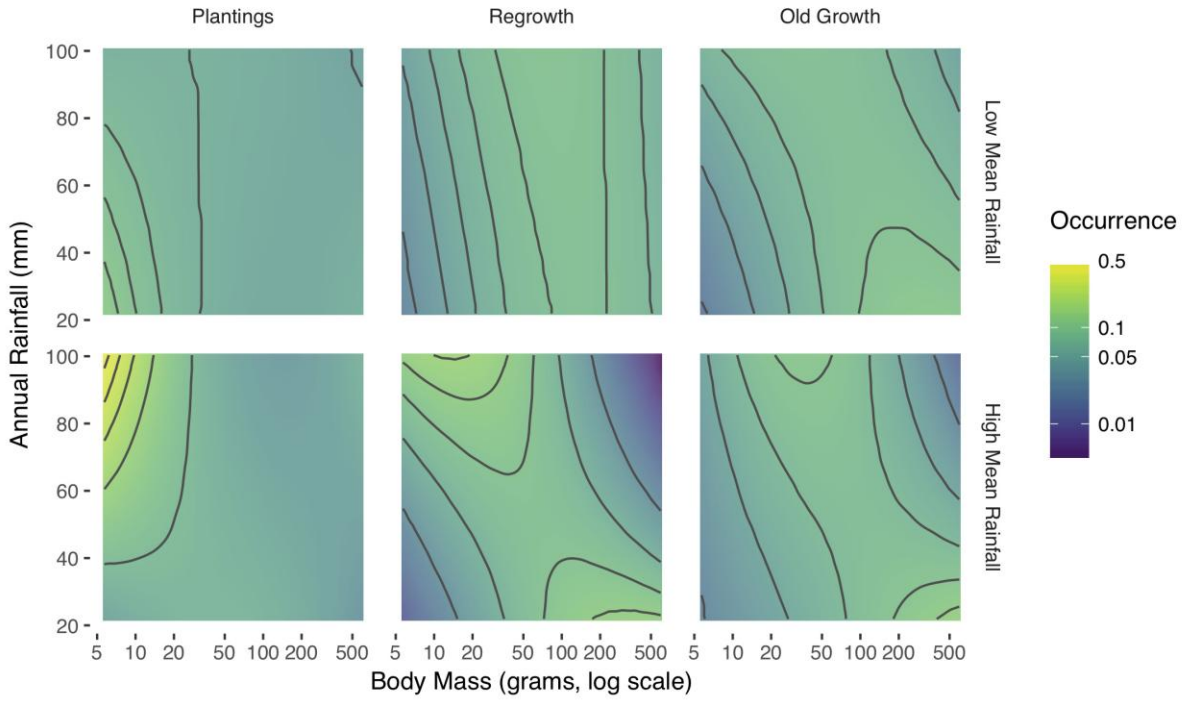 Plantings Regrowth Old Growth
100
80
60
40
20
Low Mean Rainfall
100
80
60
40
20
High Mean Rainfall
Annual Rainfall (mm)
5 10 20 50 100 200 500 5 10 20 50 100 200 500 5 10 20 50 100 200 500
Body Mass (grams, log scale)
Occurrence
0.5
0.1
0.05
0.01